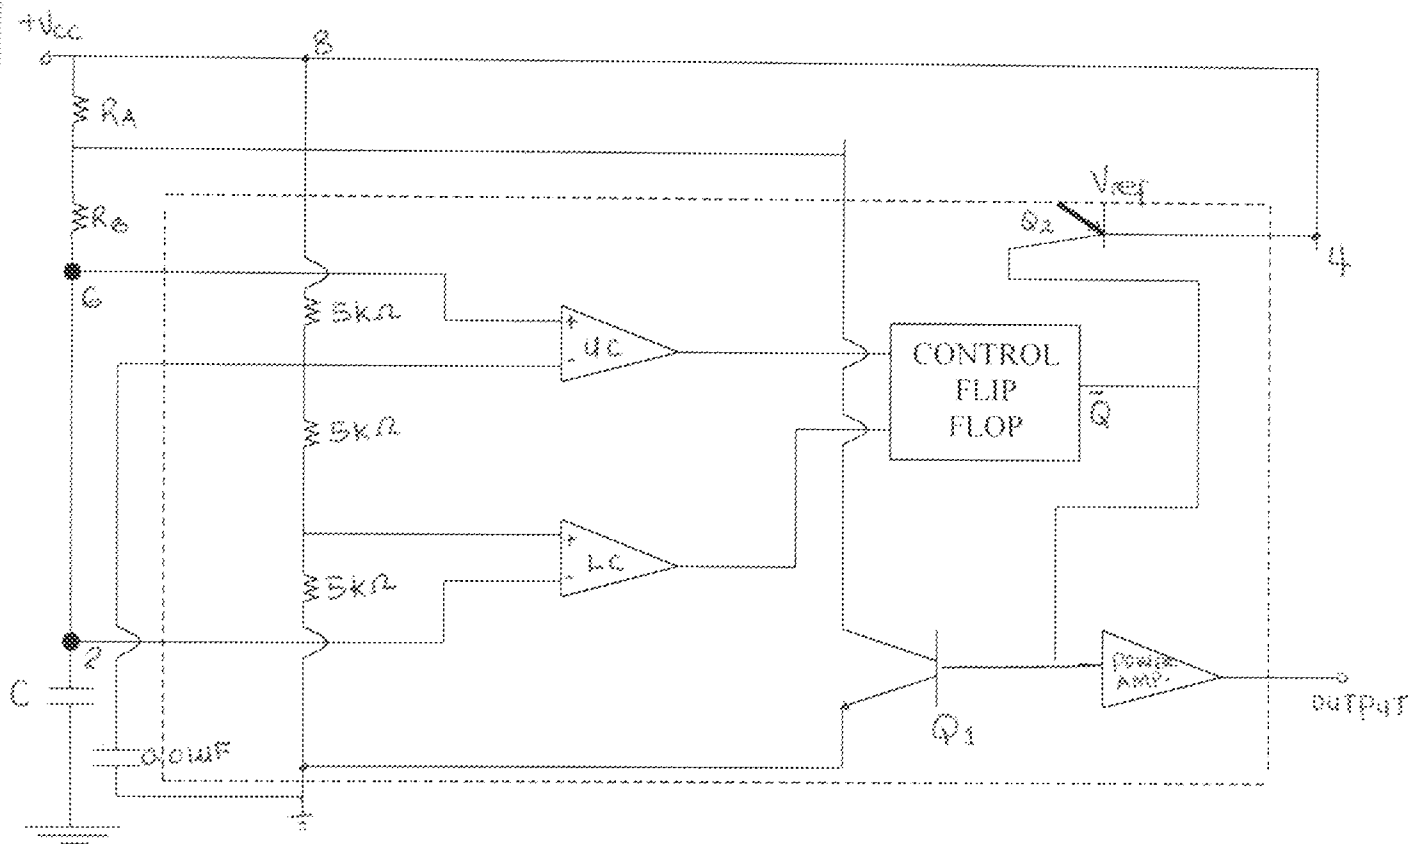 +Vcc
8
RA
Vref
RB
Q2
4
6
5kΩ
+
UC
-
CONTROL
FLIP
FLOP
Q̄
5kΩ
+
LC
-
5kΩ
2
POWER
AMP.
C
OUTPUT
Q1
0.01μF